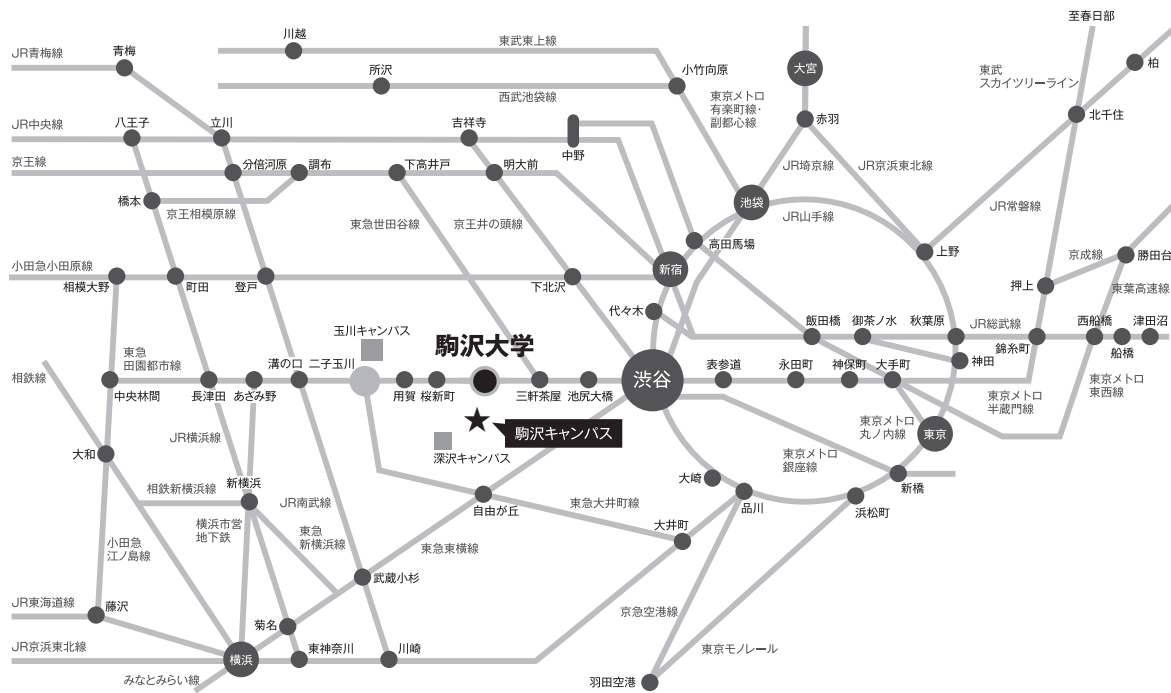 至春日部
川越
東武東上線
JR青梅線
青梅
大宮
柏
所沢
小竹向原
東武
スカイツリーライン
西武池袋線
東京メトロ
有楽町線・
副都心線
北千住
赤羽
JR中央線
八王子
立川
吉祥寺
中野
京王線
分倍河原
調布
下高井戸
明大前
JR埼京線
JR京浜東北線
橋本
京王相模原線
東急世田谷線
京王井の頭線
池袋
JR山手線
JR常磐線
高田馬場
上野
京成線
勝田台
小田急小田原線
新宿
相模大野
町田
登戸
下北沢
押上
東葉高速線
代々木
飯田橋
御茶ノ水
秋葉原
JR総武線
錦糸町
西船橋
船橋
津田沼
玉川キャンパス
駒沢大学
神田
東急
田園都市線
溝の口
二子玉川
渋谷
表参道
永田町
神保町
大手町
相鉄線
中央林間
長津田
あざみ野
用賀
桜新町
三軒茶屋
池尻大橋
東京メトロ
半蔵門線
東京メトロ
東西線
駒沢キャンパス
深沢キャンパス
東京メトロ
丸ノ内線
東京
JR横浜線
大和
東京メトロ
銀座線
新横浜
相鉄新横浜線
JR南武線
大崎
品川
新橋
浜松町
自由が丘
東急大井町線
大井町
横浜市営
地下鉄
東急
新横浜線
小田急
江ノ島線
東急東横線
武蔵小杉
JR東海道線
藤沢
菊名
京急空港線
JR京浜東北線
横浜
東神奈川
川崎
東京モノレール
みなとみらい線
羽田空港